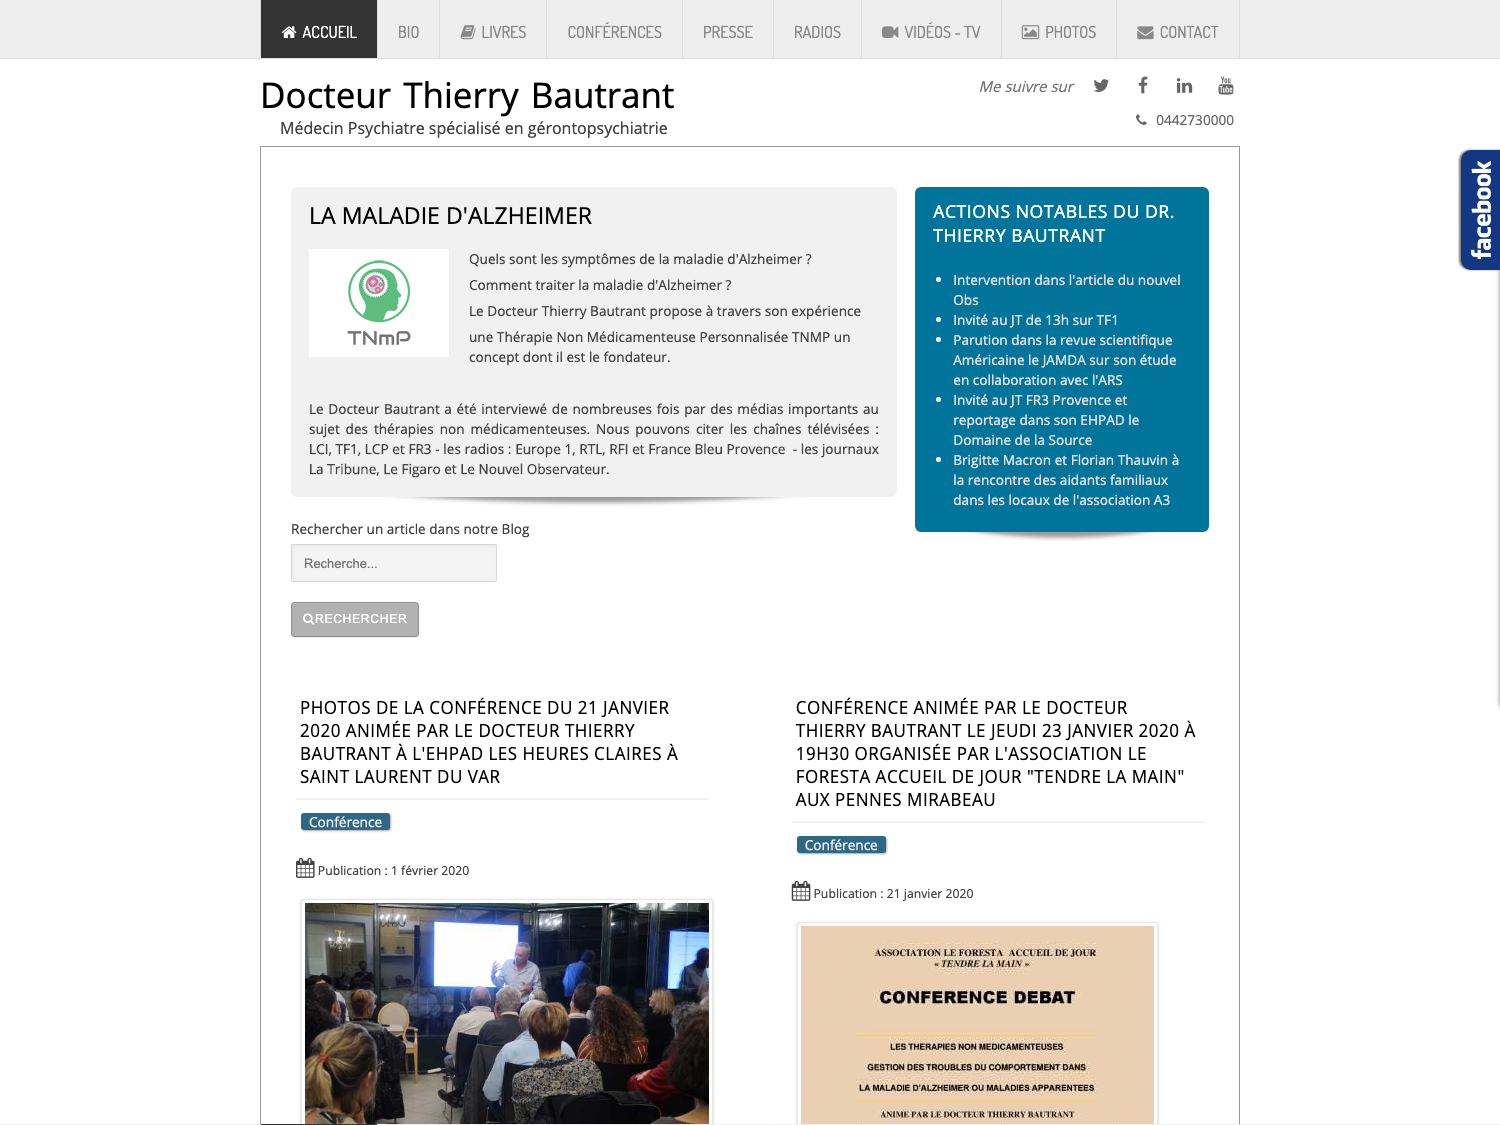 ACCUEIL
BIO
LIVRES
CONFÉRENCES
PRESSE
RADIOS
VIDÉOS - TV
PHOTOS
CONTACT
Docteur Thierry Bautrant
Médecin Psychiatre spécialisé en gérontopsychiatrie
Me suivre sur
You
Tube
0442730000
facebook
LA MALADIE D'ALZHEIMER
TNmP
Quels sont les symptômes de la maladie d'Alzheimer ?
Comment traiter la maladie d'Alzheimer ?
Le Docteur Thierry Bautrant propose à travers son expérience
une Thérapie Non Médicamenteuse Personnalisée TNMP un
concept dont il est le fondateur.
Le Docteur Bautrant a été interviewé de nombreuses fois par des médias importants au
sujet des thérapies non médicamenteuses. Nous pouvons citer les chaînes télévisées :
LCI, TF1, LCP et FR3 - les radios : Europe 1, RTL, RFI et France Bleu Provence - les journaux
La Tribune, Le Figaro et Le Nouvel Observateur.
ACTIONS NOTABLES DU DR.
THIERRY BAUTRANT
Intervention dans l'article du nouvel
Obs
Invité au JT de 13h sur TF1
Parution dans la revue scientifique
Américaine le JAMDA sur son étude
en collaboration avec l'ARS
Invité au JT FR3 Provence et
reportage dans son EHPAD le
Domaine de la Source
Brigitte Macron et Florian Thauvin à
la rencontre des aidants familiaux
dans les locaux de l'association A3
Rechercher un article dans notre Blog
Recherche...
RECHERCHER
PHOTOS DE LA CONFÉRENCE DU 21 JANVIER
2020 ANIMÉE PAR LE DOCTEUR THIERRY
BAUTRANT À L'EHPAD LES HEURES CLAIRES À
SAINT LAURENT DU VAR
Conférence
Publication : 1 février 2020
CONFÉRENCE ANIMÉE PAR LE DOCTEUR
THIERRY BAUTRANT LE JEUDI 23 JANVIER 2020 À
19H30 ORGANISÉE PAR L'ASSOCIATION LE
FORESTA ACCUEIL DE JOUR "TENDRE LA MAIN"
AUX PENNES MIRABEAU
Conférence
Publication : 21 janvier 2020
ASSOCIATION LE FORESTA ACCUEIL DE JOUR
« TENDRE LA MAIN »
CONFERENCE DEBAT
LES THERAPIES NON MEDICAMENTEUSES
GESTION DES TROUBLES DU COMPORTEMENT DANS
LA MALADIE D'ALZHEIMER OU MALADIES APPARENTEES
ANIME PAR LE DOCTEUR THIERRY BAUTRANT